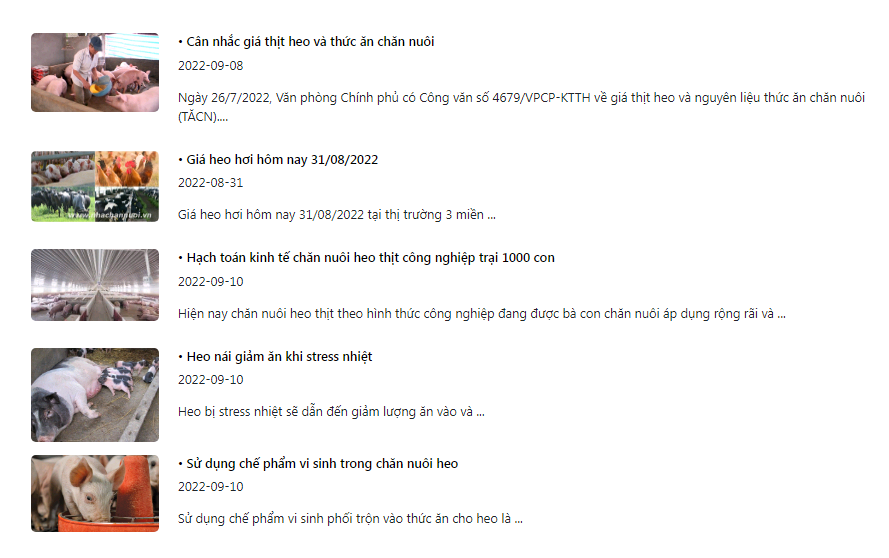 • Cân nhắc giá thịt heo và thức ăn chăn nuôi
2022-09-08
Ngày 26/7/2022, Văn phòng Chính phủ có Công văn số 4679/VPCP-KTTH về giá thịt heo và nguyên liệu thức ăn chăn nuôi
(TĂCN)....
• Giá heo hơi hôm nay 31/08/2022
2022-08-31
Giá heo hơi hôm nay 31/08/2022 tại thị trường 3 miền ...
www.nhachannuoi.vn
• Hạch toán kinh tế chăn nuôi heo thịt công nghiệp trại 1000 con
2022-09-10
Hiện nay chăn nuôi heo thịt theo hình thức công nghiệp đang được bà con chăn nuôi áp dụng rộng rãi và ...
• Heo nái giảm ăn khi stress nhiệt
2022-09-10
Heo bị stress nhiệt sẽ dẫn đến giảm lượng ăn vào và ...
• Sử dụng chế phẩm vi sinh trong chăn nuôi heo
2022-09-10
Sử dụng chế phẩm vi sinh phối trộn vào thức ăn cho heo là ...